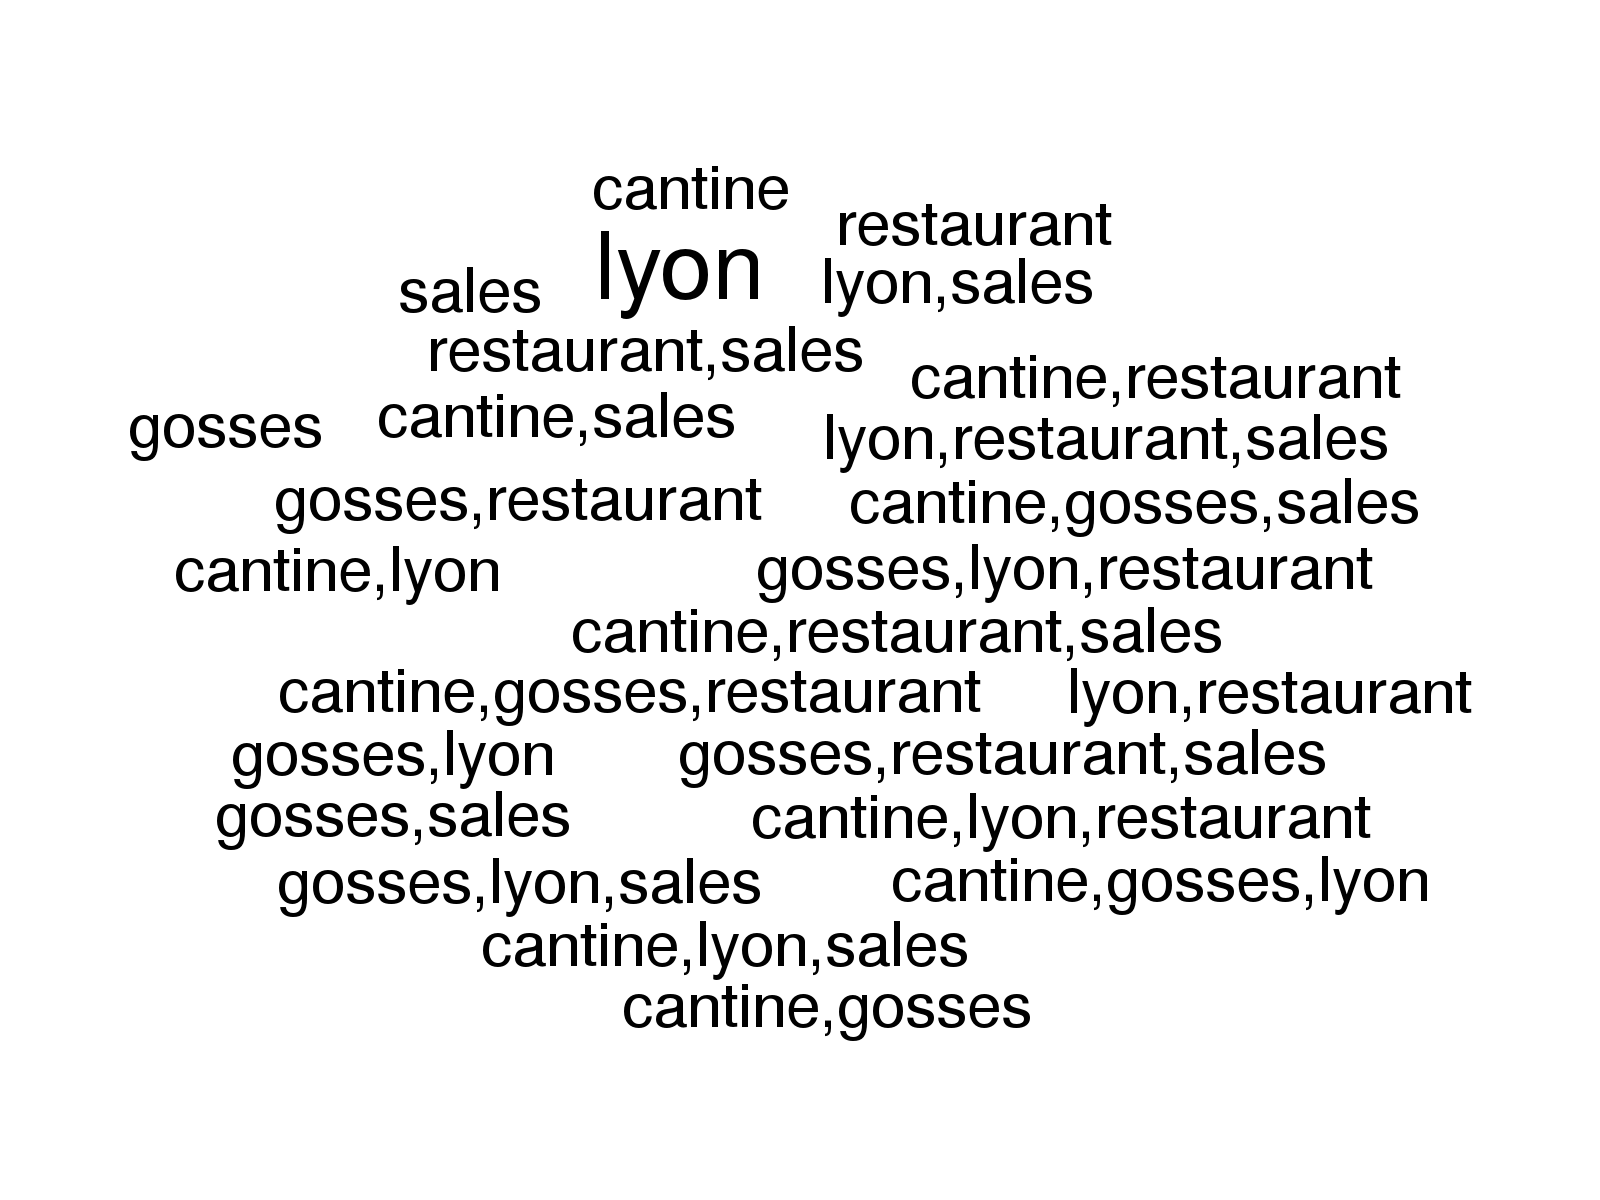 cantine
restaurant
lyon
lyon,sales
sales
restaurant,sales
cantine,restaurant
cantine,sales
gosses
lyon,restaurant,sales
gosses,restaurant
cantine,gosses,sales
cantine,lyon
gosses,lyon,restaurant
cantine,restaurant,sales
cantine,gosses,restaurant
lyon,restaurant
gosses,lyon
gosses,restaurant,sales
gosses,sales
cantine,lyon,restaurant
gosses,lyon,sales
cantine,gosses,lyon
cantine,lyon,sales
cantine,gosses